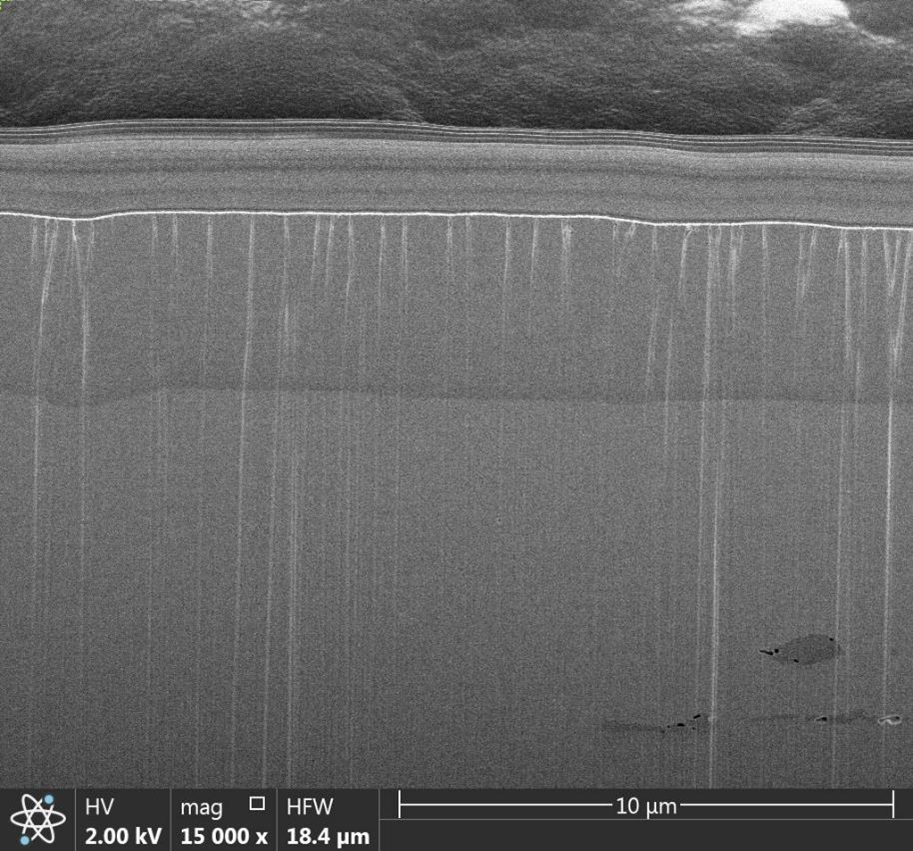 HV
2.00 kV
mag □
15 000 x
HFW
18.4 μm
10 μm